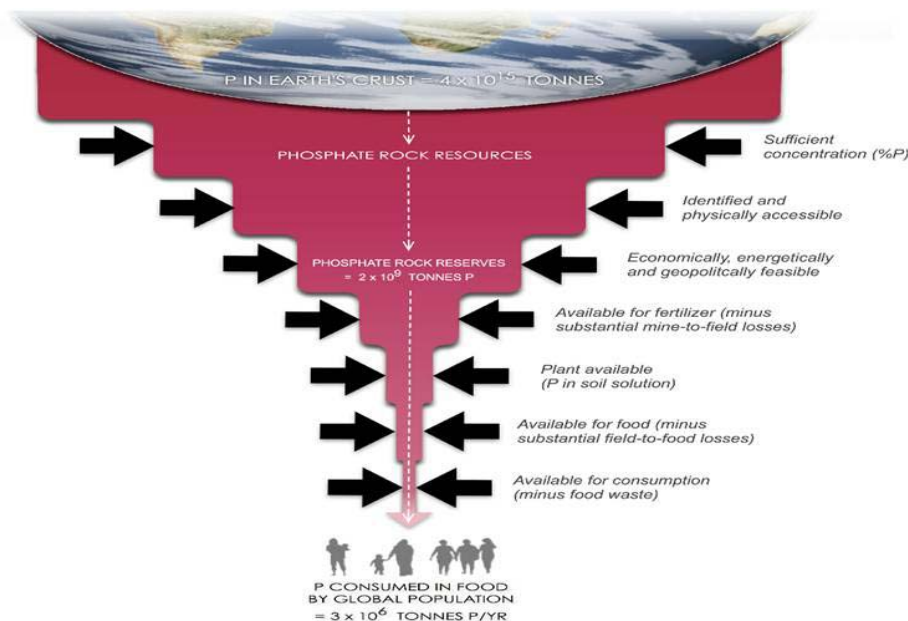 P IN EARTH'S CRUST = 4 x 10¹⁵ TONNES
PHOSPHATE ROCK RESOURCES
Sufficient
concentration (%P)
Identified and
physically accessible
PHOSPHATE ROCK RESERVES
= 2 x 10⁹ TONNES P
Economically, energetically
and geopolitcally feasible
Available for fertilizer (minus
substantial mine-to-field losses)
Plant available
(P in soil solution)
Available for food (minus
substantial field-to-food losses)
Available for consumption
(minus food waste)
P CONSUMED IN FOOD
BY GLOBAL POPULATION
= 3 x 10⁶ TONNES P/YR